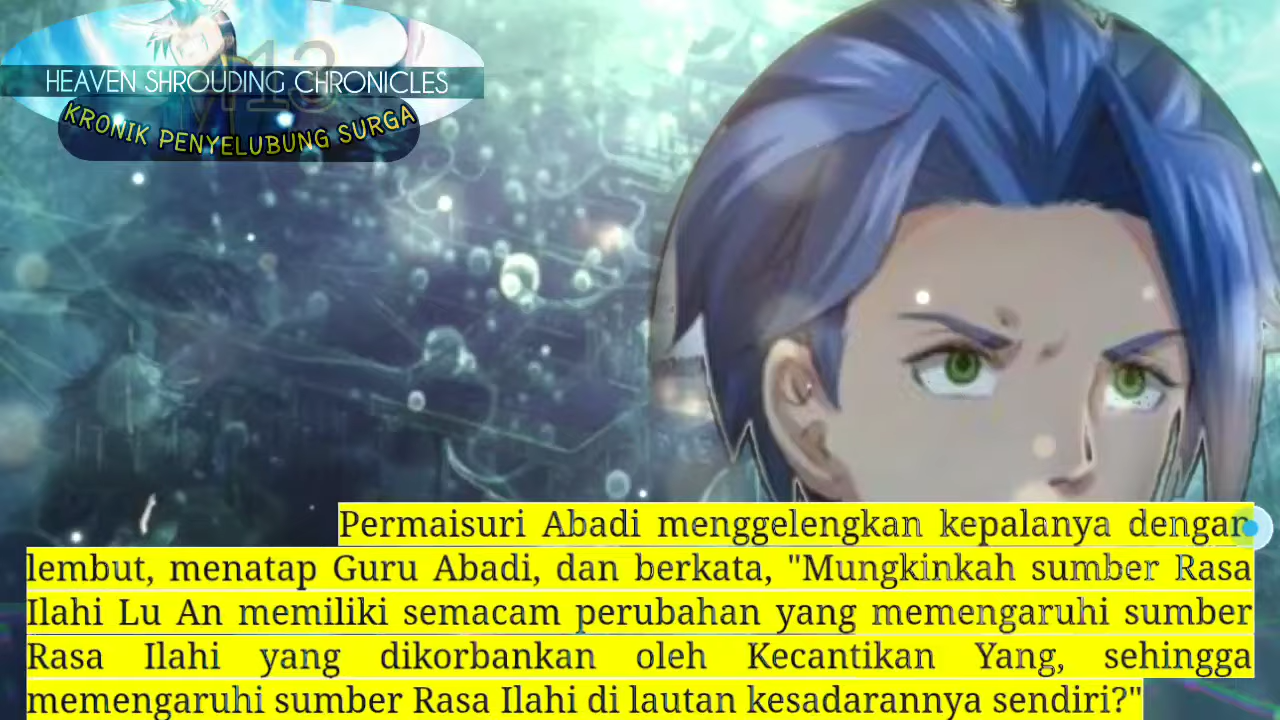 HEAVEN SHROUDING CHRONICLES
KRONIK PENYELUBUNG SURGA
Permaisuri Abadi menggelengkan kepalanya dengan
lembut, menatap Guru Abadi, dan berkata, "Mungkinkah sumber Rasa
Ilahi Lu An memiliki semacam perubahan yang memengaruhi sumber
Rasa Ilahi yang dikorbankan oleh Kecantikan Yang, sehingga
memengaruhi sumber Rasa Ilahi di lautan kesadarannya sendiri?"